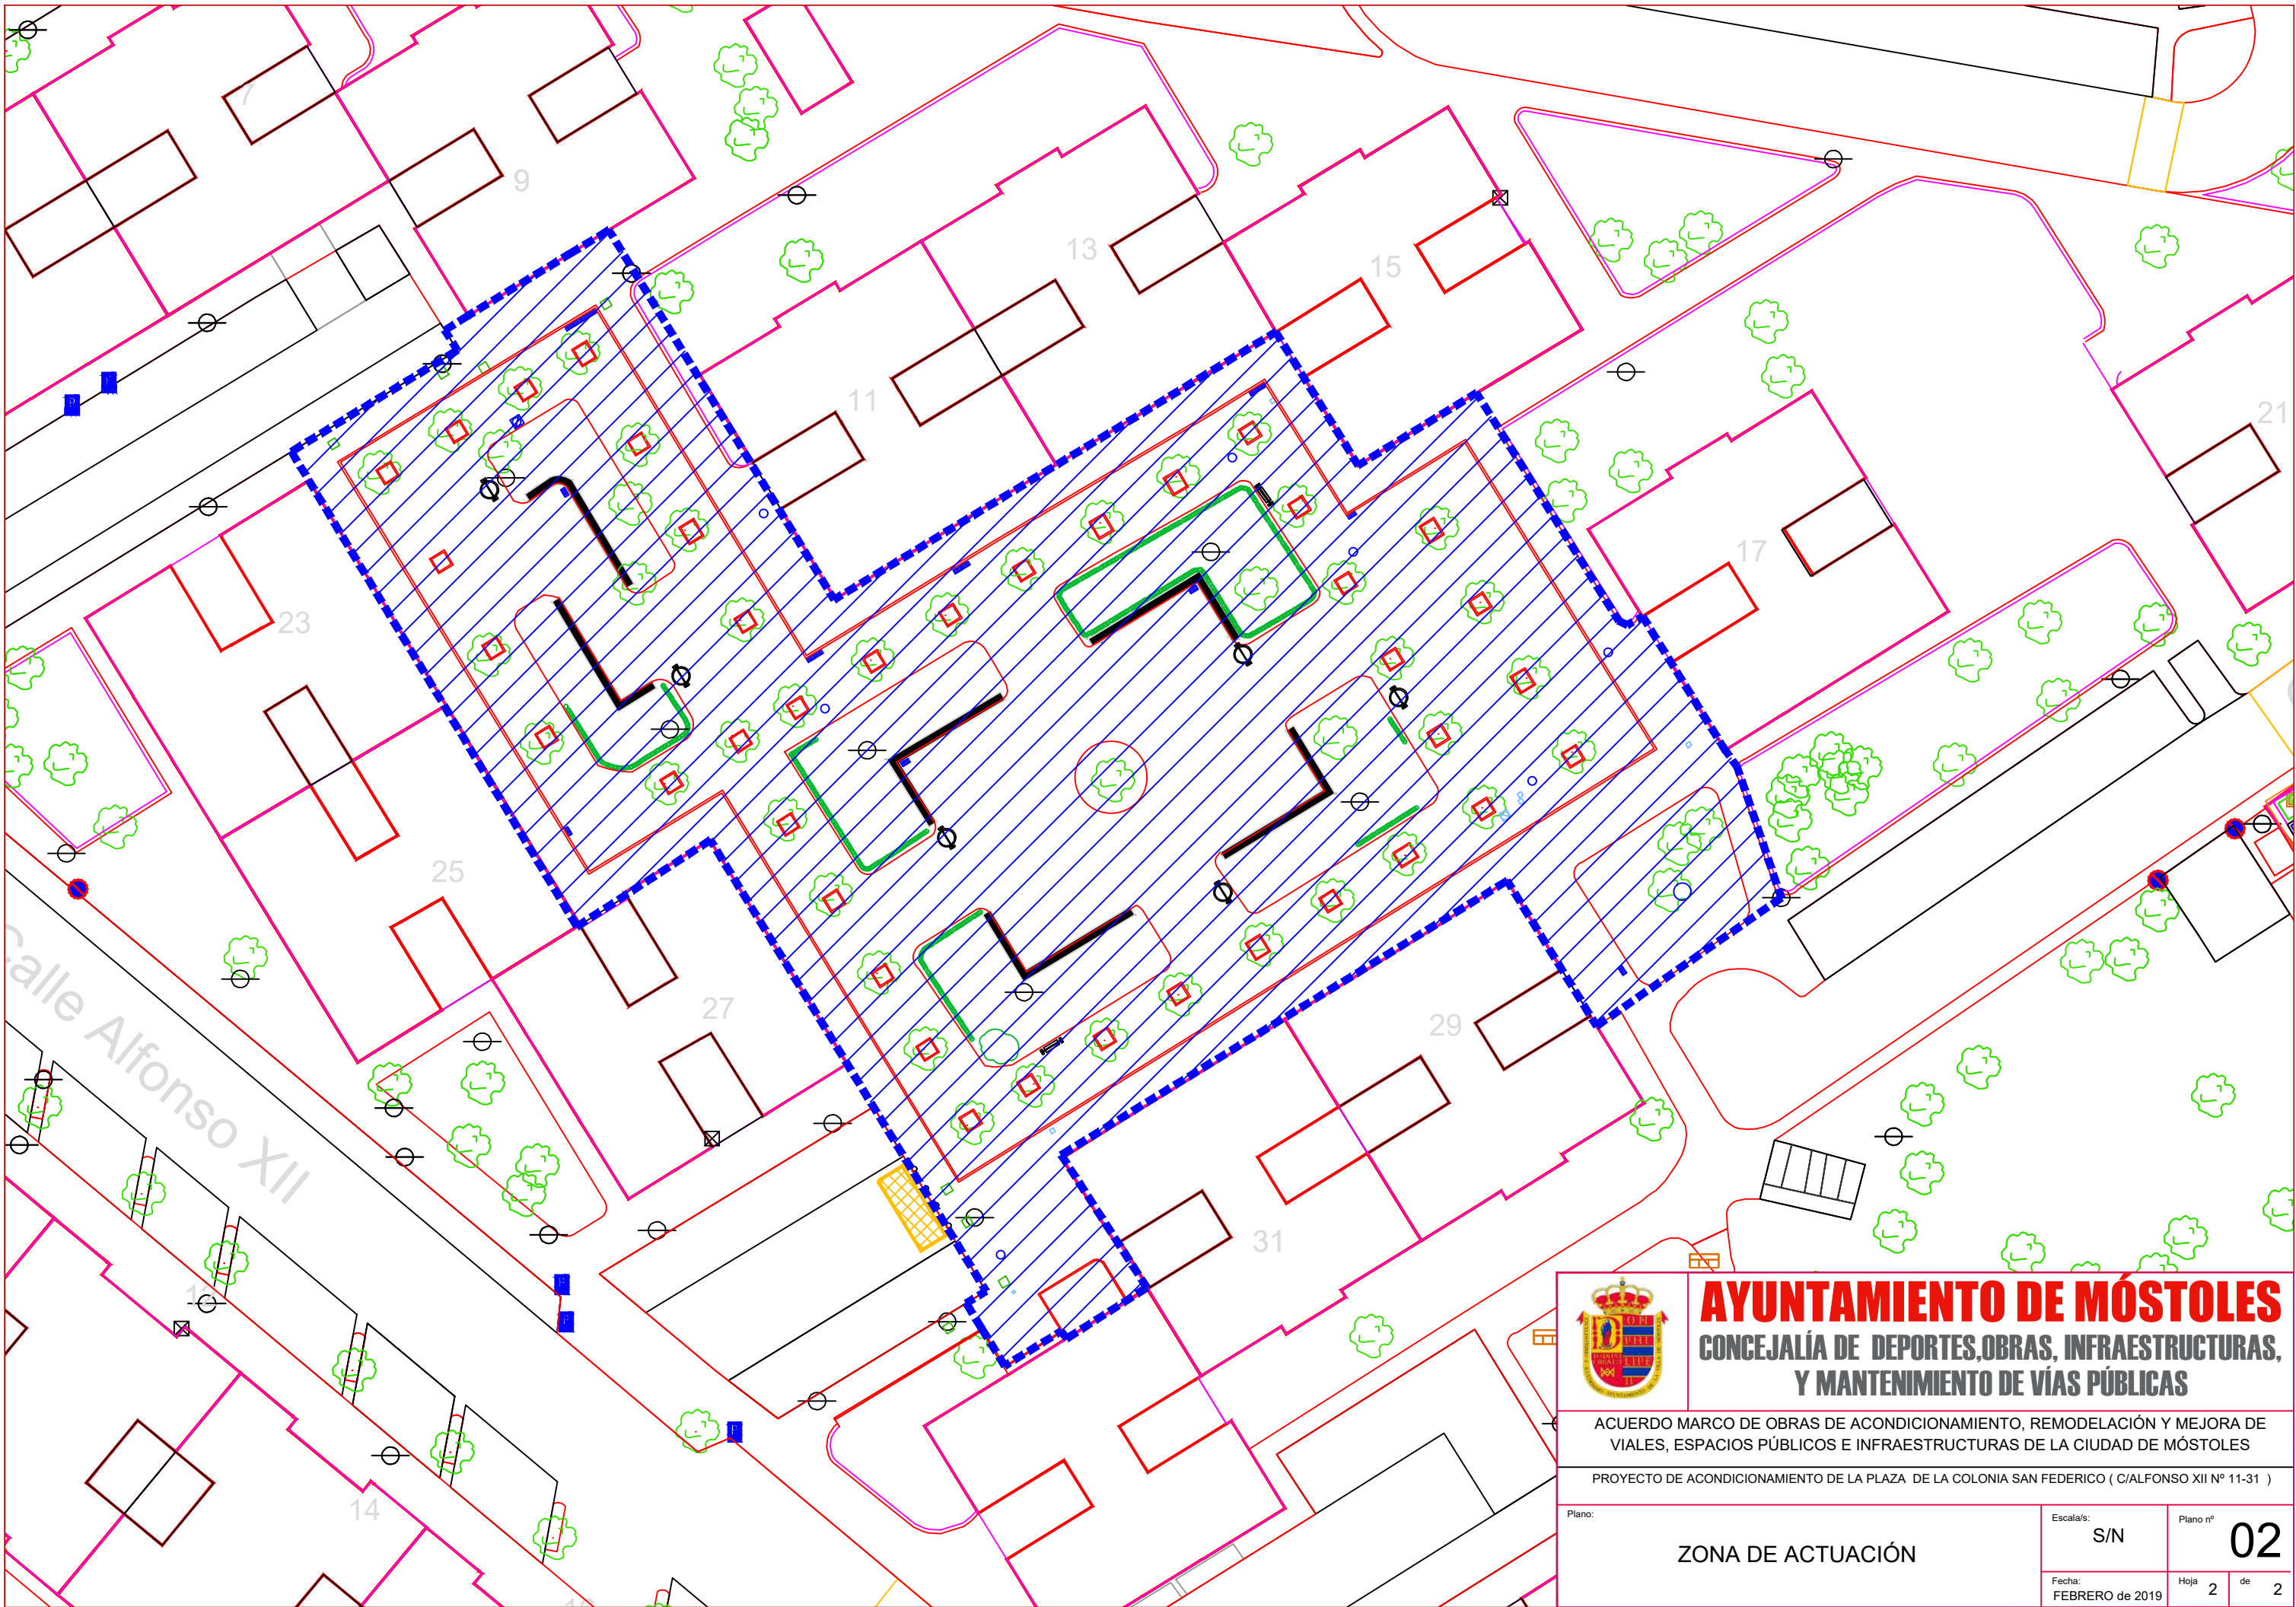 7
9
13
15
11
21
17
23
25
27
29
31
Calle Alfonso XII
12
14
16
AYUNTAMIENTO DE MÓSTOLES
CONCEJALÍA DE DEPORTES,OBRAS, INFRAESTRUCTURAS,
Y MANTENIMIENTO DE VÍAS PÚBLICAS
ACUERDO MARCO DE OBRAS DE ACONDICIONAMIENTO, REMODELACIÓN Y MEJORA DE
VIALES, ESPACIOS PÚBLICOS E INFRAESTRUCTURAS DE LA CIUDAD DE MÓSTOLES
PROYECTO DE ACONDICIONAMIENTO DE LA PLAZA DE LA COLONIA SAN FEDERICO ( C/ALFONSO XII Nº 11-31 )
Plano:
ZONA DE ACTUACIÓN
Escala/s:
S/N
Plano nº
02
Fecha:
FEBRERO de 2019
Hoja 2 de 2